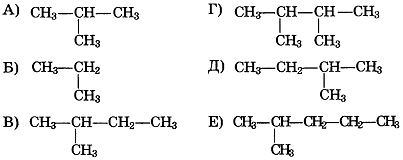 А) CH₃—CH—CH₃
CH₃
Б) CH₃—CH₂
CH₃
В) CH₃—CH—CH₂—CH₃
CH₃
Г) CH₃—CH—CH—CH₃
CH₃ CH₃
Д) CH₃—CH₂—CH—CH₃
CH₃
Е) CH₃—CH—CH₂—CH₂—CH₃
CH₃